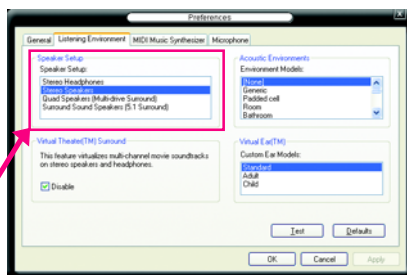 Preferences
General Listening Environment MIDI Music Synthesizer Microphone
Speaker Setup
Speaker Setup:
Stereo Headphones
Stereo Speakers
Quad Speakers (Multi-drive Surround)
Surround Sound Speakers (5.1 Surround)
Acoustic Environments
Environment Models:
(None)
Generic
Padded cell
Room
Bathroom
Virtual Theater(TM) Surround
This feature virtualizes multi-channel movie soundtracks
on stereo speakers and headphones.
Disable
Virtual Ear(TM)
Custom Ear Models:
Standard
Adult
Child
Test Defaults
OK Cancel Apply